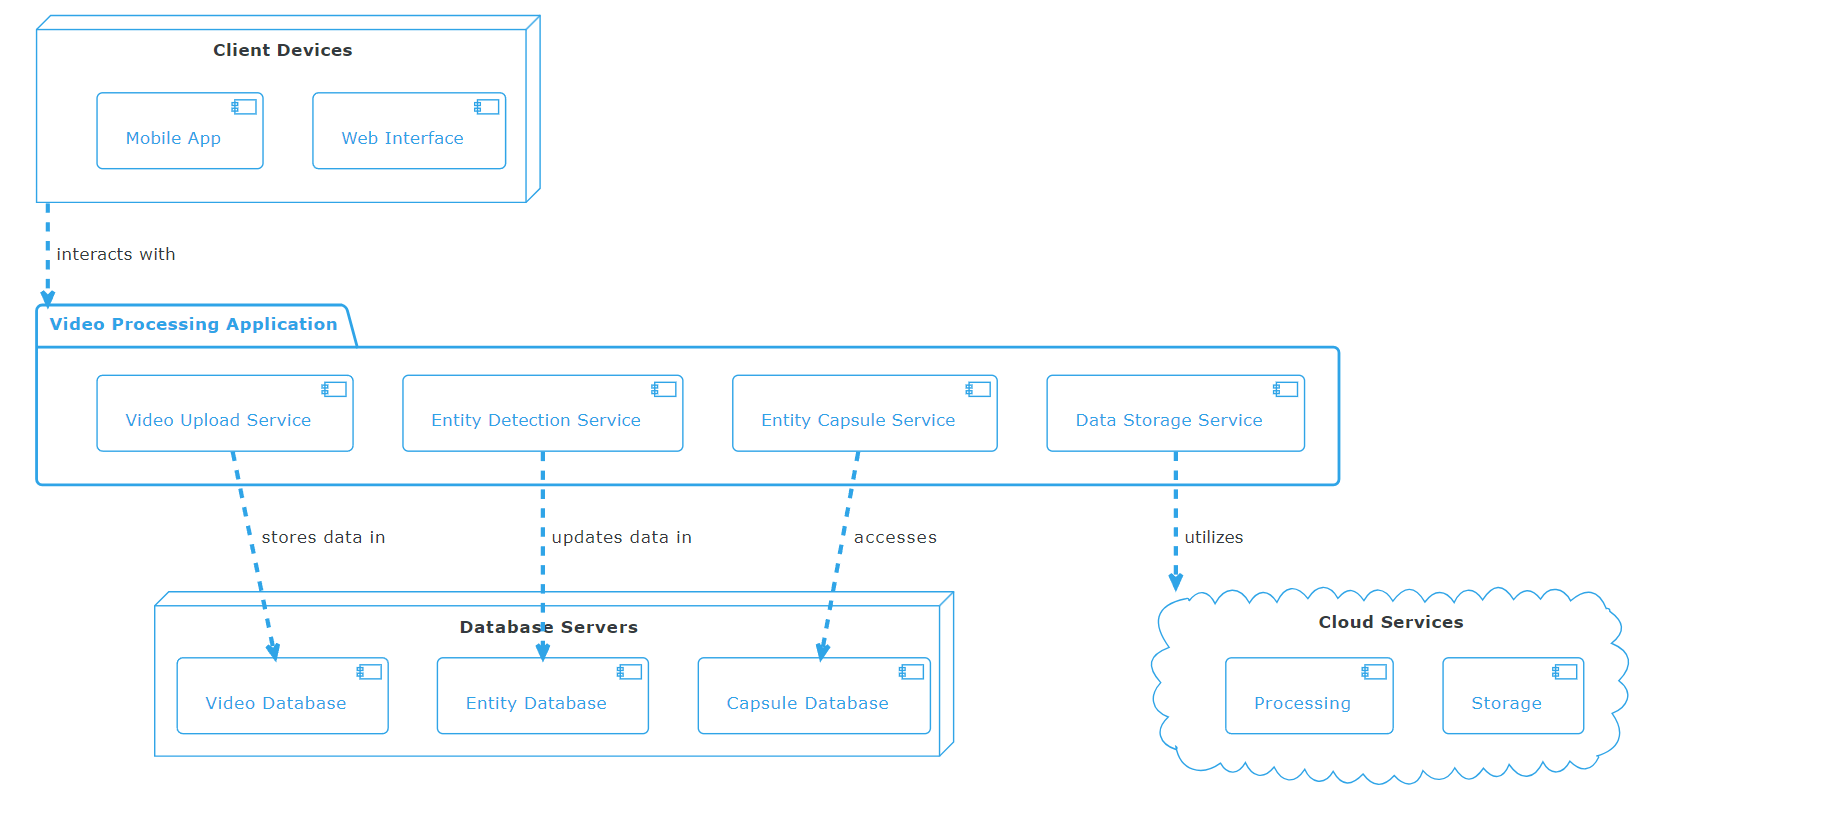 Client Devices
Mobile App
Web Interface
interacts with
Video Processing Application
Video Upload Service
Entity Detection Service
Entity Capsule Service
Data Storage Service
stores data in
updates data in
accesses
utilizes
Database Servers
Cloud Services
Video Database
Entity Database
Capsule Database
Processing
Storage